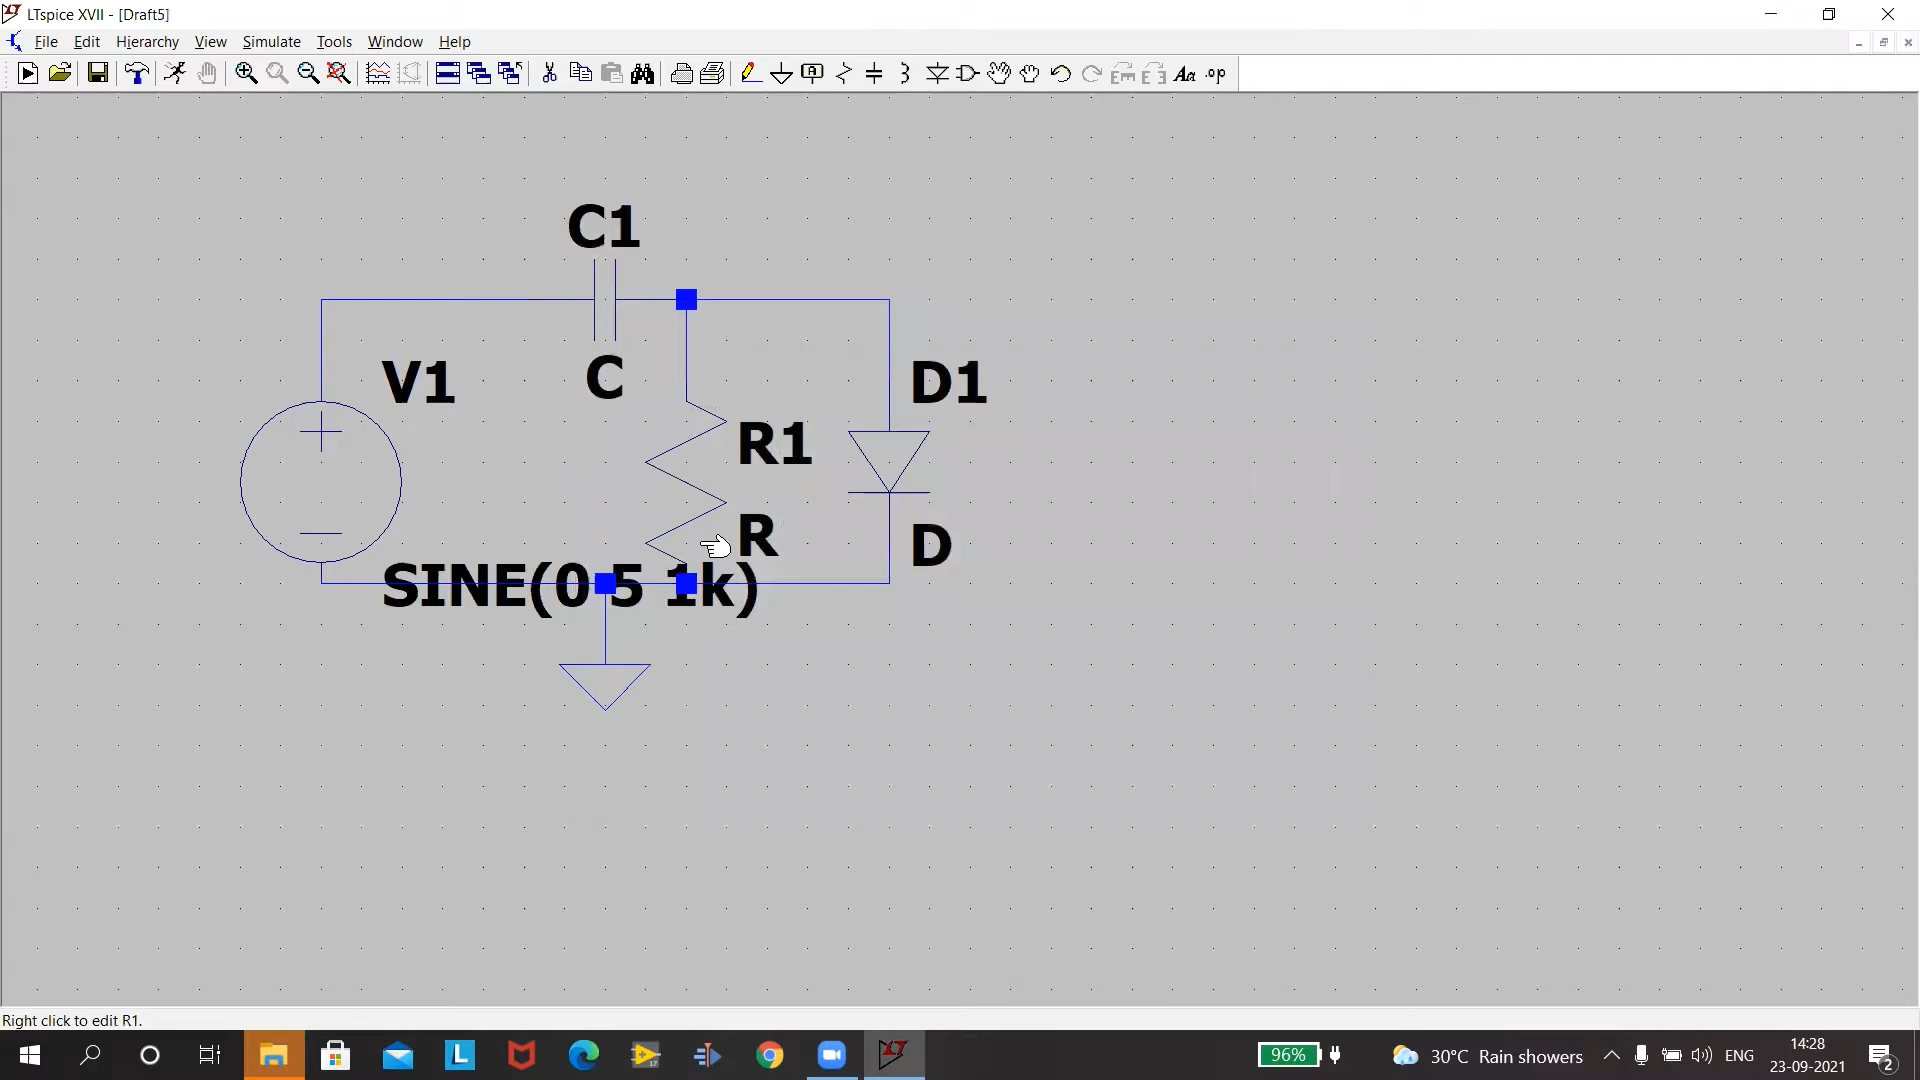 LTspice XVII - [Draft5]
File Edit Hierarchy View Simulate Tools Window Help
C1
C
V1
D1
R1
R
D
SINE(0 5 1k)
Right click to edit R1.
96%
30°C Rain showers
ENG
14:28
23-09-2021
2